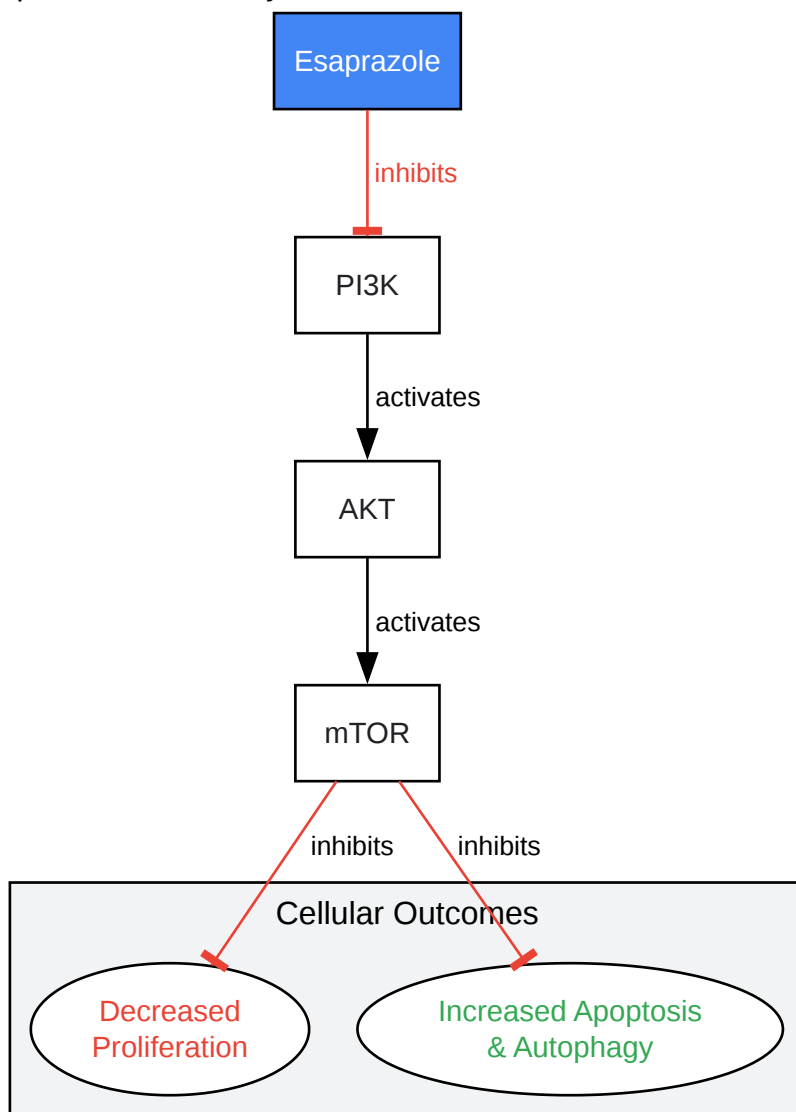 Esaprazole
inhibits
PI3K
activates
AKT
activates
mTOR
inhibits inhibits
Cellular Outcomes
Decreased
Proliferation
Increased Apoptosis
& Autophagy